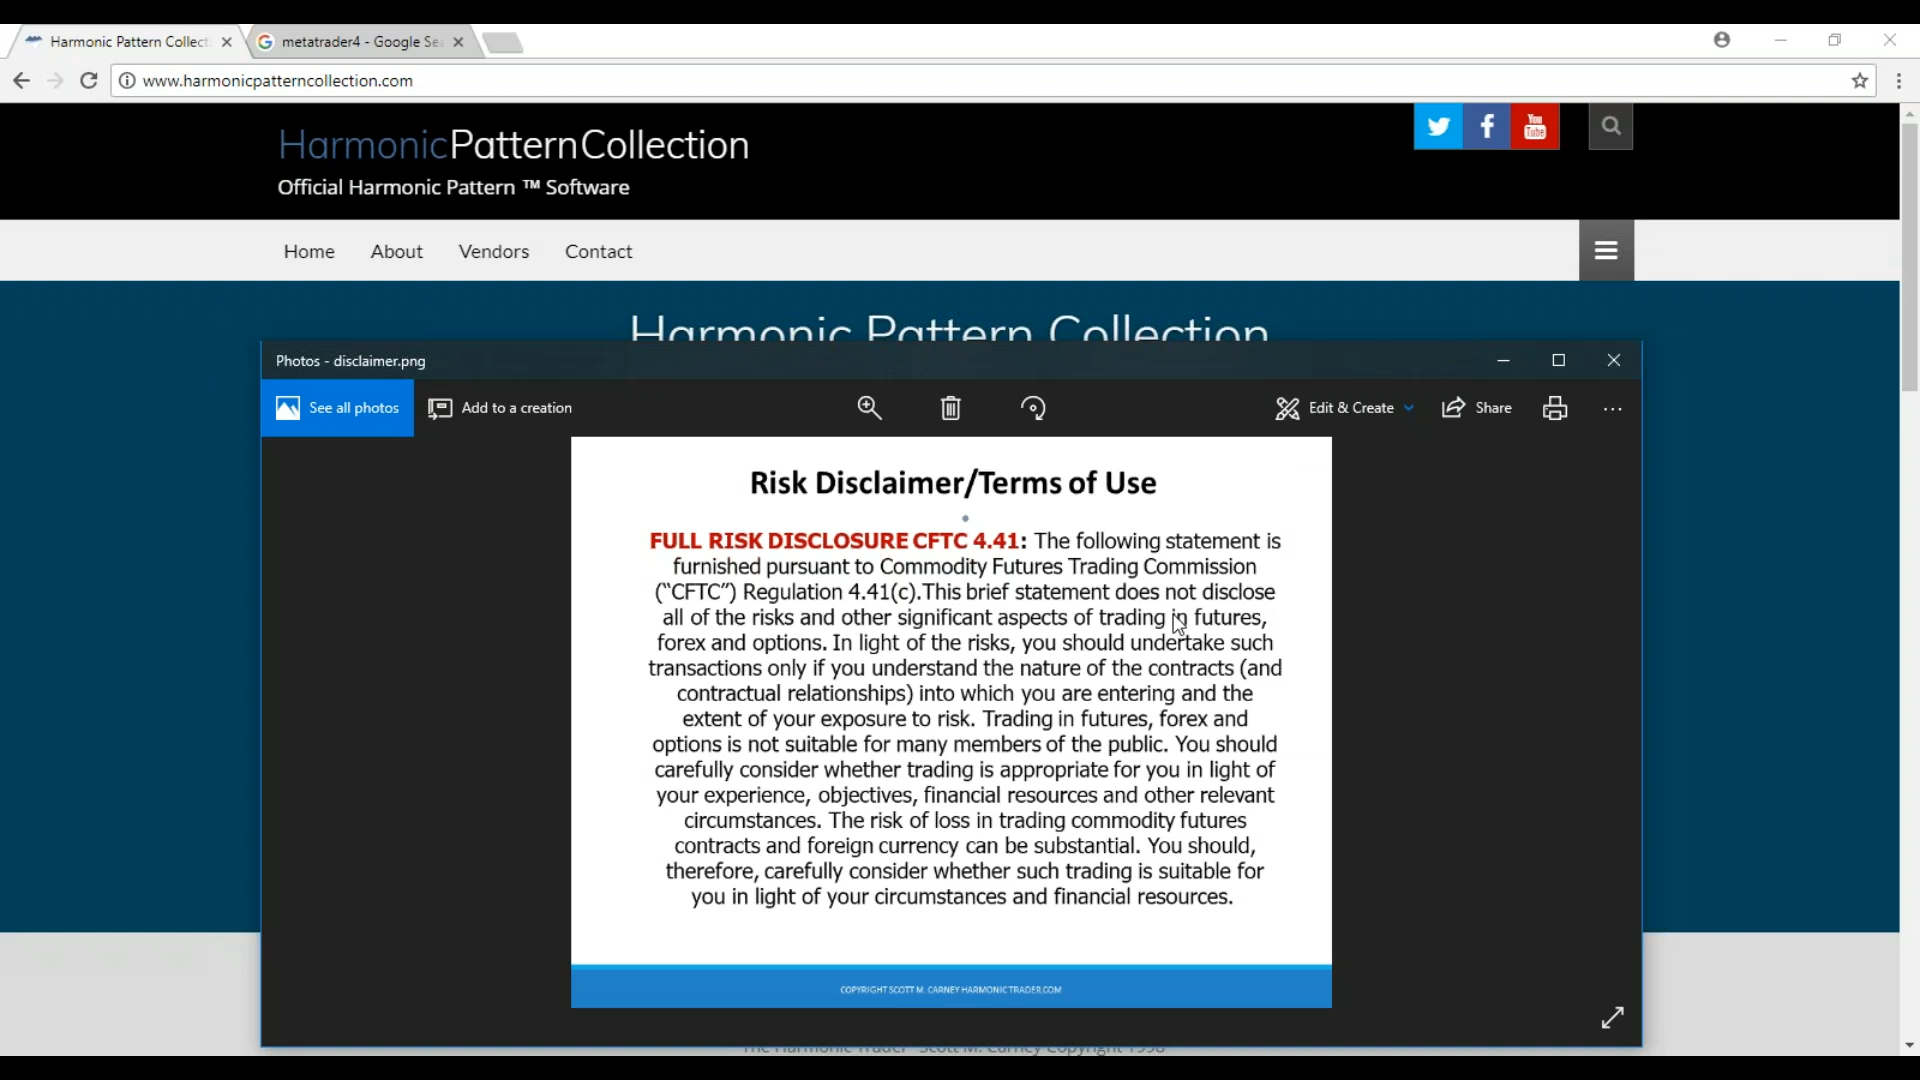 Harmonic Pattern Collect
metatrader4 - Google Se
www.harmonicpatterncollection.com
HarmonicPatternCollection
You
Tube
Official Harmonic Pattern ™ Software
Home About Vendors Contact
Harmonic Pattern Collection
Photos - disclaimer.png
See all photos Add to a creation Edit & Create Share
Risk Disclaimer/Terms of Use
FULL RISK DISCLOSURE CFTC 4.41: The following statement is
furnished pursuant to Commodity Futures Trading Commission
(“CFTC”) Regulation 4.41(c).This brief statement does not disclose
all of the risks and other significant aspects of trading in futures,
forex and options. In light of the risks, you should undertake such
transactions only if you understand the nature of the contracts (and
contractual relationships) into which you are entering and the
extent of your exposure to risk. Trading in futures, forex and
options is not suitable for many members of the public. You should
carefully consider whether trading is appropriate for you in light of
your experience, objectives, financial resources and other relevant
circumstances. The risk of loss in trading commodity futures
contracts and foreign currency can be substantial. You should,
therefore, carefully consider whether such trading is suitable for
you in light of your circumstances and financial resources.
COPYRIGHT SCOTT M. CARNEY HARMONICTRADER.COM
The Harmonic Trader - Scott M. Carney Copyright 1998